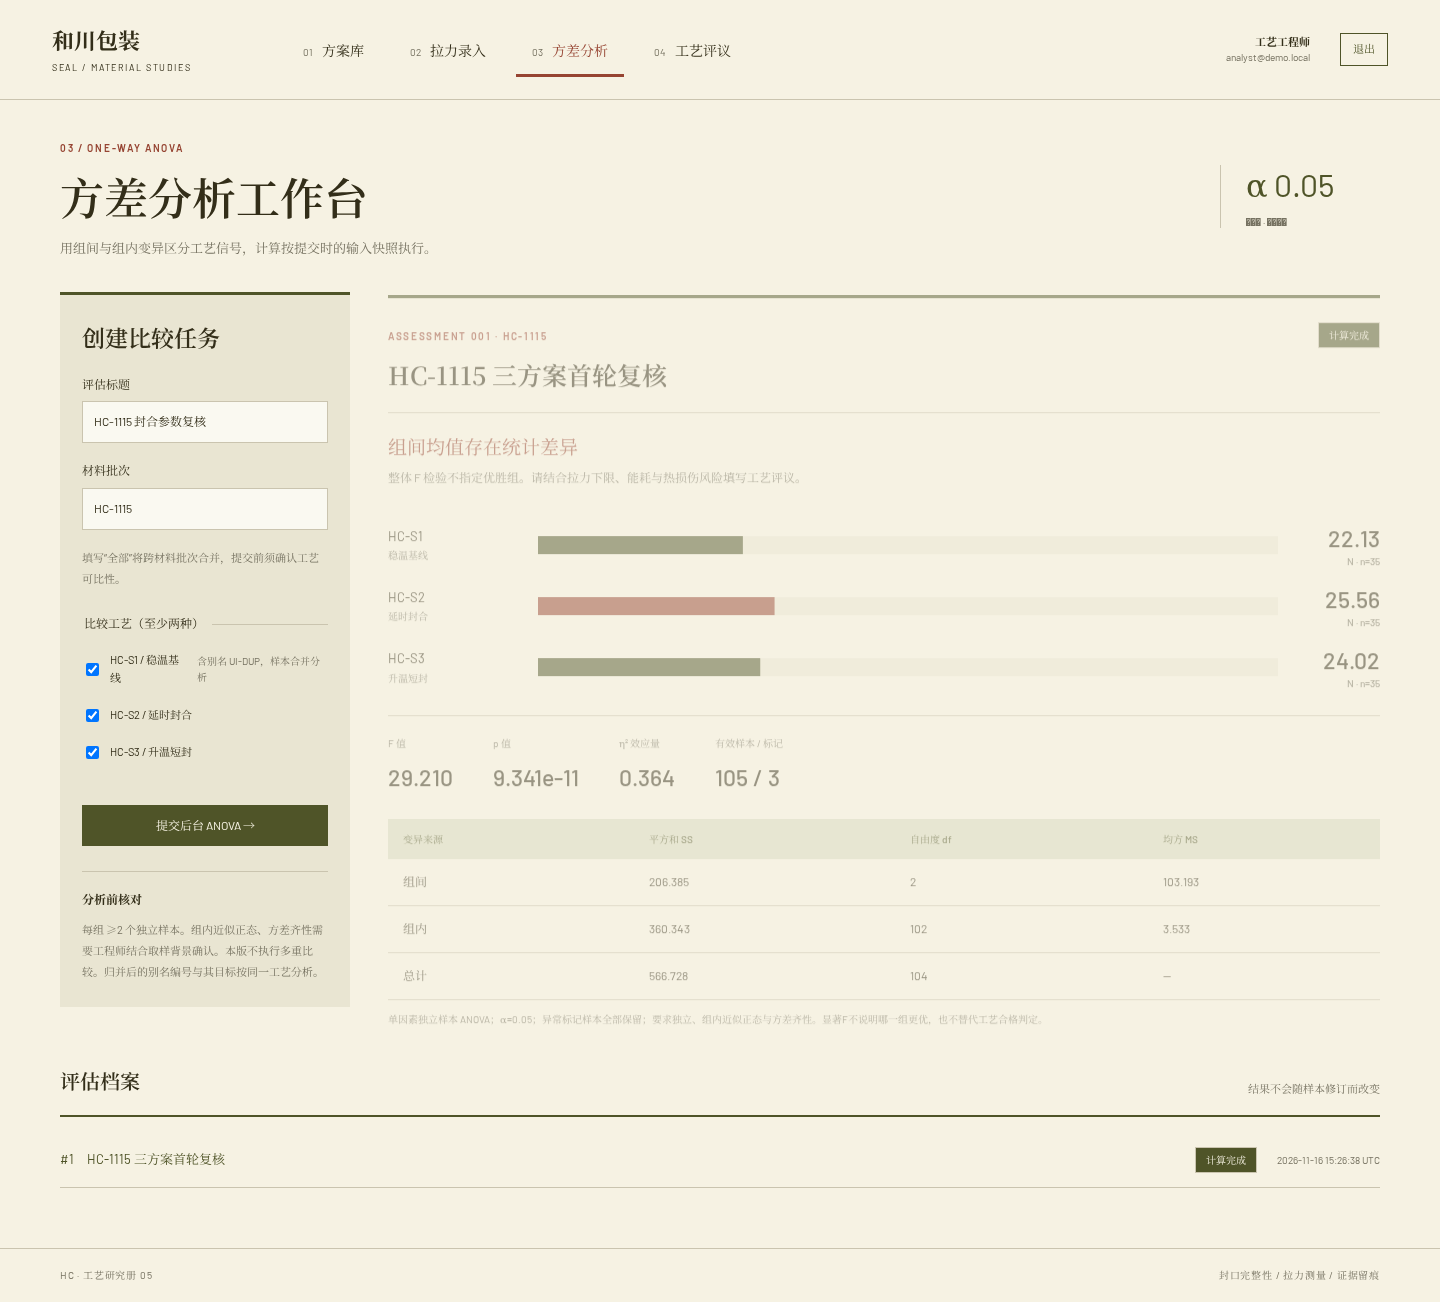 和川包装
SEAL / MATERIAL STUDIES
01 方案库
02 拉力录入
03 方差分析
04 工艺评议
工艺工程师
analyst@demo.local
退出
03 / ONE-WAY ANOVA
方差分析工作台
用组间与组内变异区分工艺信号，计算按提交时的输入快照执行。
α 0.05
创建比较任务
评估标题
HC-1115 封合参数复核
材料批次
HC-1115
填写"全部"将跨材料批次合并，提交前须确认工艺
可比性。
比较工艺（至少两种）
HC-S1 / 稳温基
线
含别名 UI-DUP，样本合并分
析
HC-S2 / 延时封合
HC-S3 / 升温短封
提交后台 ANOVA →
分析前核对
每组 ≥2 个独立样本。组内近似正态、方差齐性需
要工程师结合取样背景确认。本版不执行多重比
较。归并后的别名编号与其目标按同一工艺分析。
ASSESSMENT 001 · HC-1115
计算完成
HC-1115 三方案首轮复核
组间均值存在统计差异
整体 F 检验不指定优胜组。请结合拉力下限、能耗与热损伤风险填写工艺评议。
HC-S1
稳温基线
22.13
N · n=35
HC-S2
延时封合
25.56
N · n=35
HC-S3
升温短封
24.02
N · n=35
F 值
p 值
η² 效应量
有效样本 / 标记
29.210
9.341e-11
0.364
105 / 3
变异来源 平方和 SS 自由度 df 均方 MS
组间 206.385 2 103.193
组内 360.343 102 3.533
总计 566.728 104 —
单因素独立样本 ANOVA；α=0.05；异常标记样本全部保留；要求独立、组内近似正态与方差齐性。显著F不说明哪一组更优，也不替代工艺合格判定。
评估档案
结果不会随样本修订而改变
#1 HC-1115 三方案首轮复核
计算完成
2026-11-16 15:26:38 UTC
HC · 工艺研究册 05
封口完整性 / 拉力测量 / 证据留痕